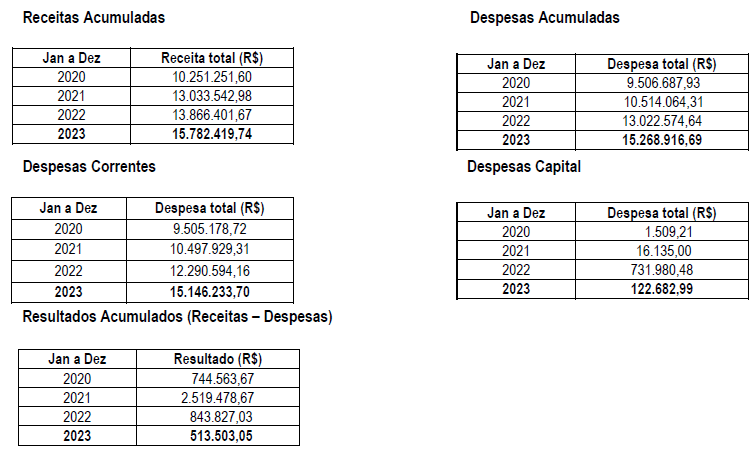 Receitas Acumuladas
Jan a Dez Receita total (R$)
2020 10.251.251,60
2021 13.033.542,98
2022 13.866.401,67
2023 15.782.419,74
Despesas Acumuladas
Jan a Dez Despesa total (R$)
2020 9.506.687,93
2021 10.514.064,31
2022 13.022.574,64
2023 15.268.916,69
Despesas Correntes
Jan a Dez Despesa total (R$)
2020 9.505.178,72
2021 10.497.929,31
2022 12.290.594,16
2023 15.146.233,70
Despesas Capital
Jan a Dez Despesa total (R$)
2020 1.509,21
2021 16.135,00
2022 731.980,48
2023 122.682,99
Resultados Acumulados (Receitas – Despesas)
Jan a Dez Resultado (R$)
2020 744.563,67
2021 2.519.478,67
2022 843.827,03
2023 513.503,05